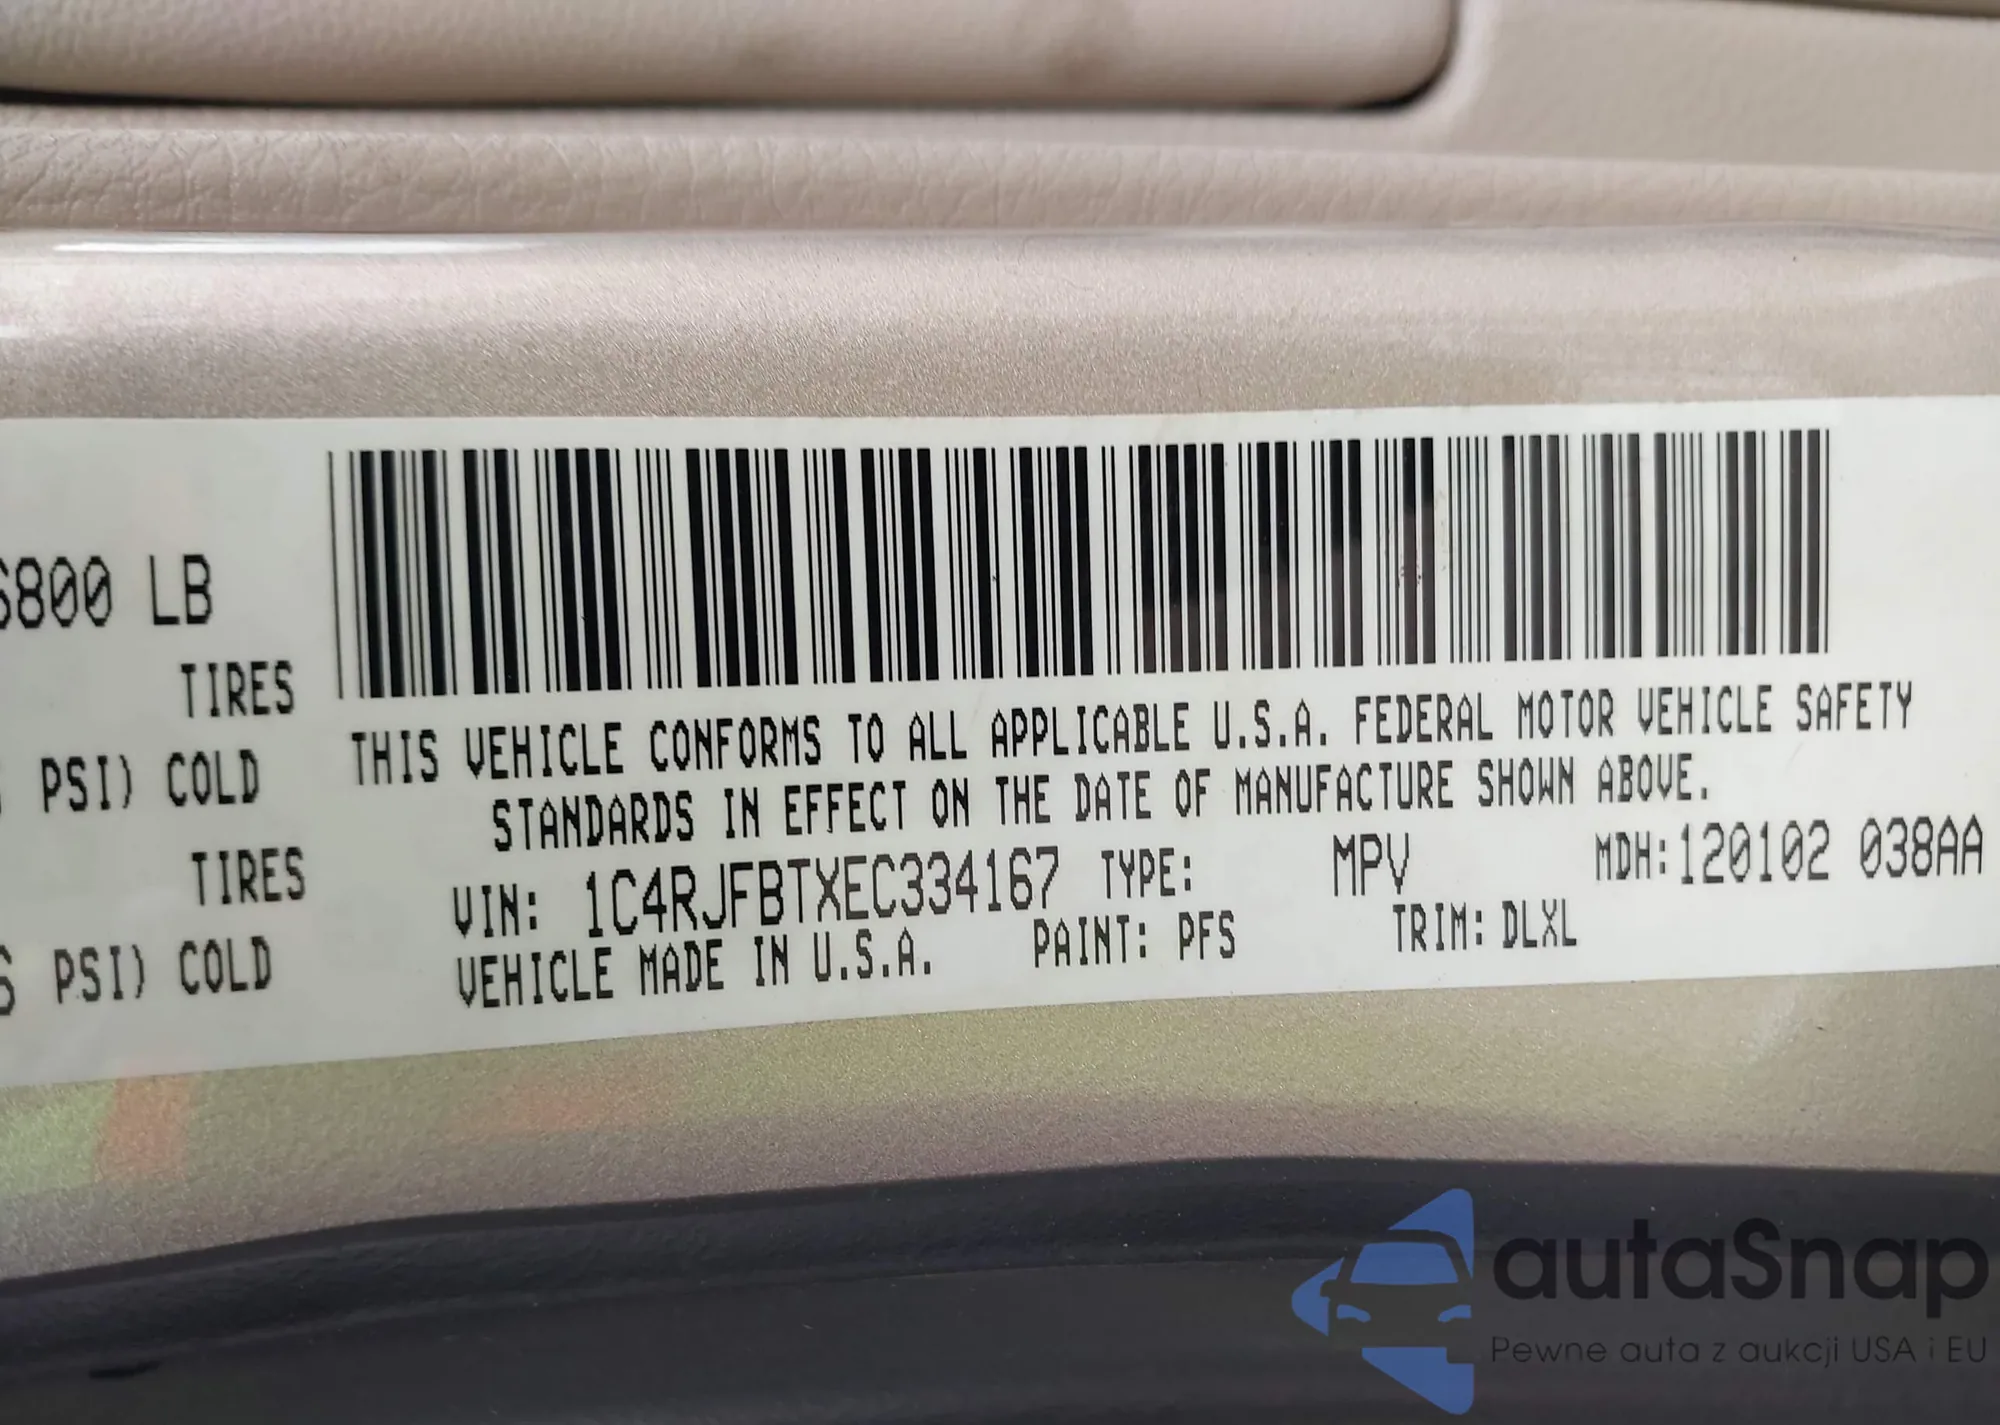 6800 LB
TIRES
PSI) COLD
TIRES
PSI) COLD
THIS VEHICLE CONFORMS TO ALL APPLICABLE U.S.A. FEDERAL MOTOR VEHICLE SAFETY
STANDARDS IN EFFECT ON THE DATE OF MANUFACTURE SHOWN ABOVE.
VIN: 1C4RJFBTXEC334167 TYPE: MPV MDH:120102 038AA
VEHICLE MADE IN U.S.A. PAINT: PFS TRIM: DLXL
autaSnap
Pewne auta z aukcji USA i EU